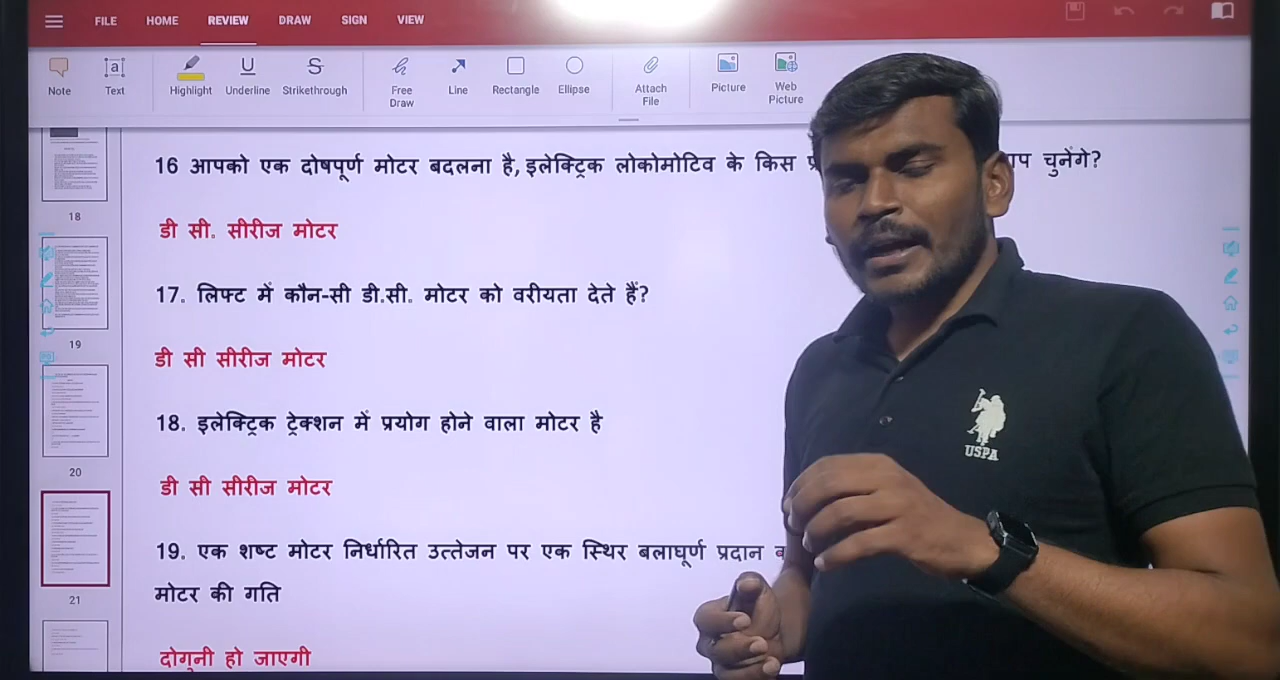 FILE HOME REVIEW DRAW SIGN VIEW
Note Text Highlight Underline Strikethrough Free Draw Line Rectangle Ellipse Attach File Picture Web Picture
16 आपको एक दोषपूर्ण मोटर बदलना है, इलेक्ट्रिक लोकोमोटिव के किस चुनेंगे?
डी सी. सीरीज मोटर
18
17. लिफ्ट में कौन-सी डी.सी. मोटर को वरीयता देते हैं?
19
डी सी सीरीज मोटर
18. इलेक्ट्रिक ट्रेक्शन में प्रयोग होने वाला मोटर है
20
डी सी सीरीज मोटर
19. एक शष्ट मोटर निर्धारित उत्तेजन पर एक स्थिर बलाघूर्ण प्रदान
मोटर की गति
21
दोगुनी हो जाएगी
USPA